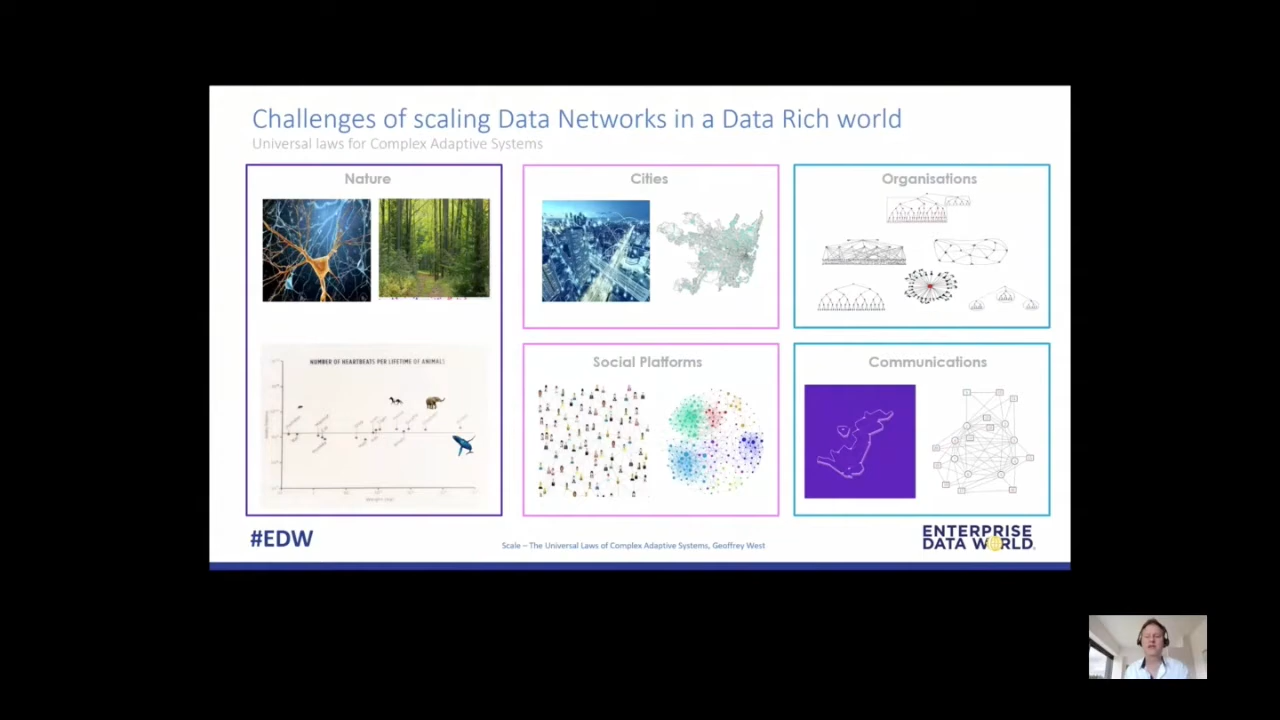 Challenges of scaling Data Networks in a Data Rich world
Universal laws for Complex Adaptive Systems
Nature
Cities
Organisations
NUMBER OF HEARTBEATS PER LIFETIME OF ANIMALS
Social Platforms
Communications
#EDW
Scale – The Universal Laws of Complex Adaptive Systems, Geoffrey West
ENTERPRISE
DATA WORLD